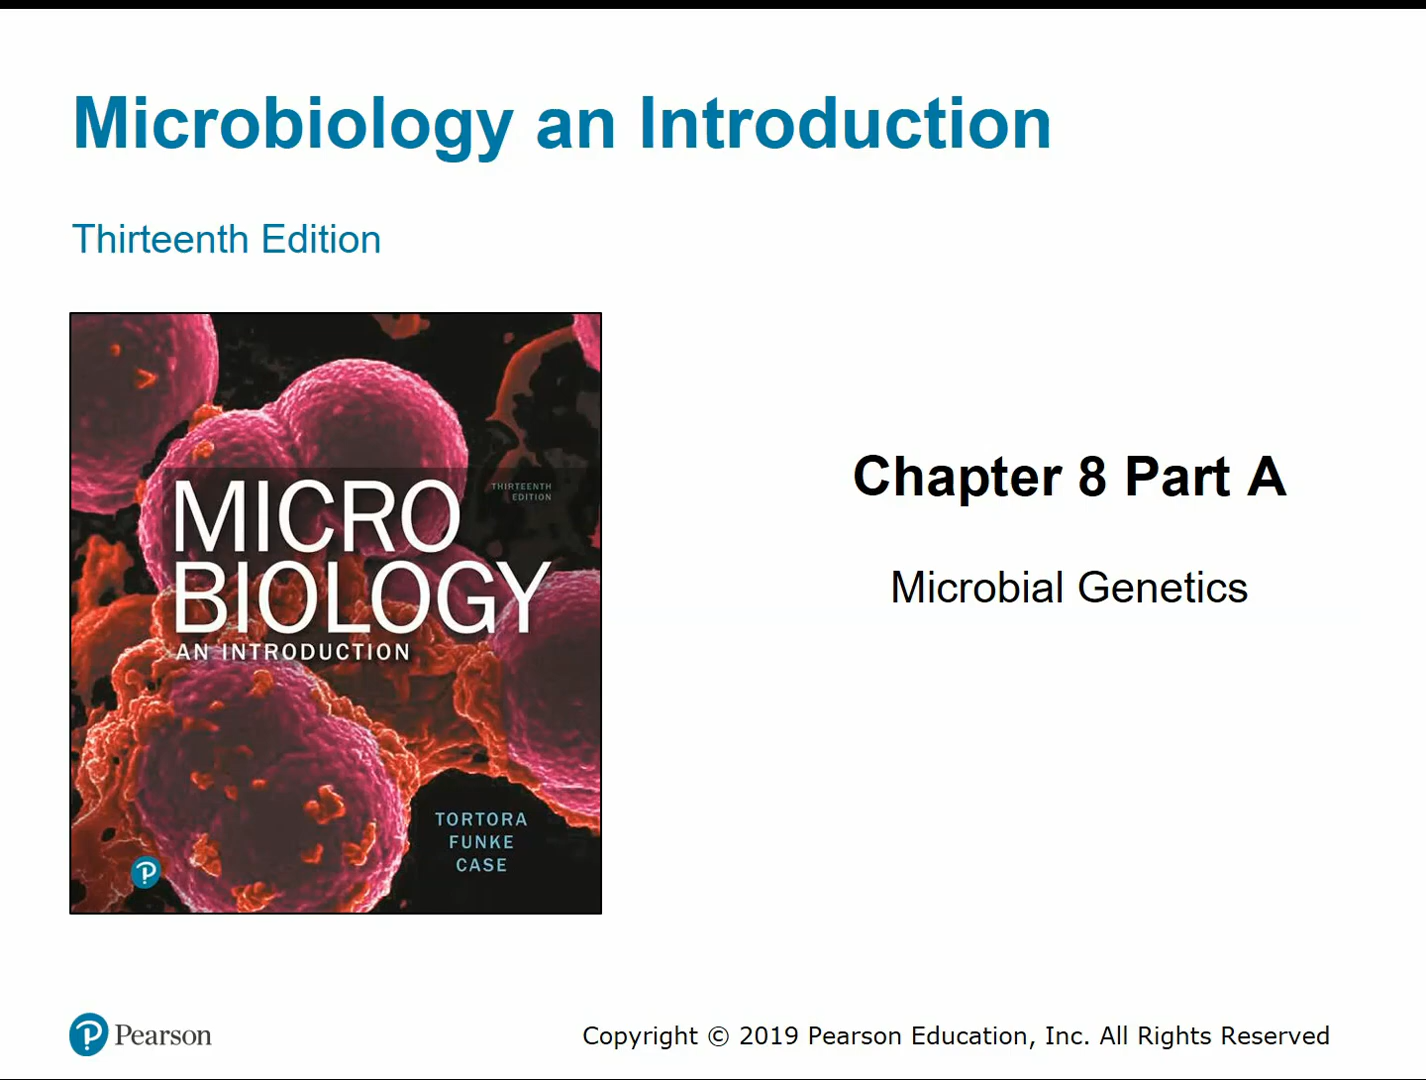 Microbiology an Introduction
Thirteenth Edition
THIRTEENTH
EDITION
MICRO
BIOLOGY
AN INTRODUCTION
TORTORA
FUNKE
CASE
P
Chapter 8 Part A
Microbial Genetics
P Pearson
Copyright © 2019 Pearson Education, Inc. All Rights Reserved